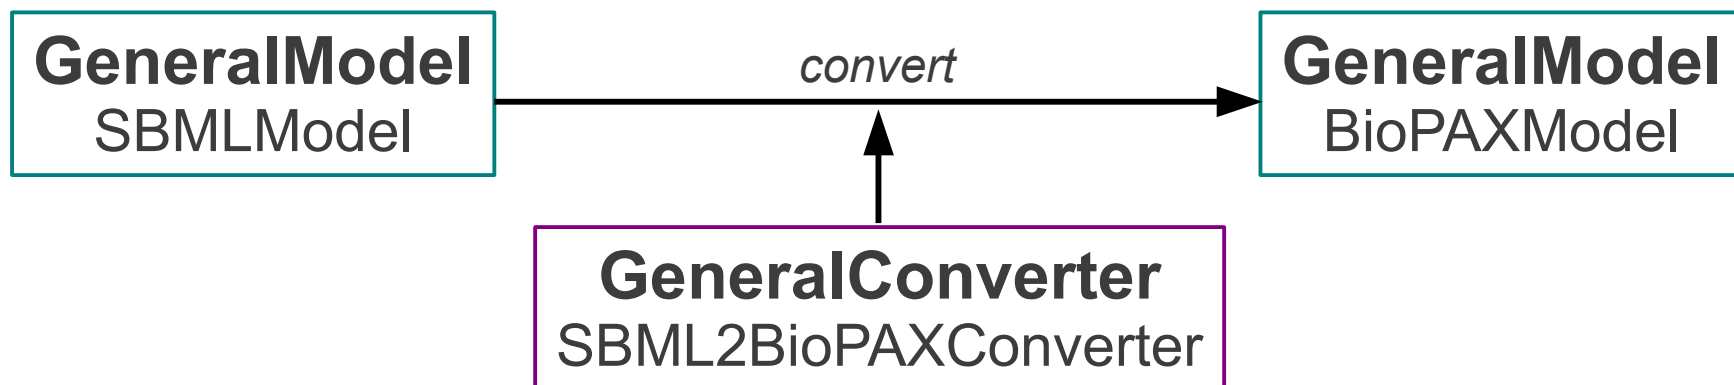 GeneralModel
SBMLModel
convert
GeneralModel
BioPAXModel
GeneralConverter
SBML2BioPAXConverter